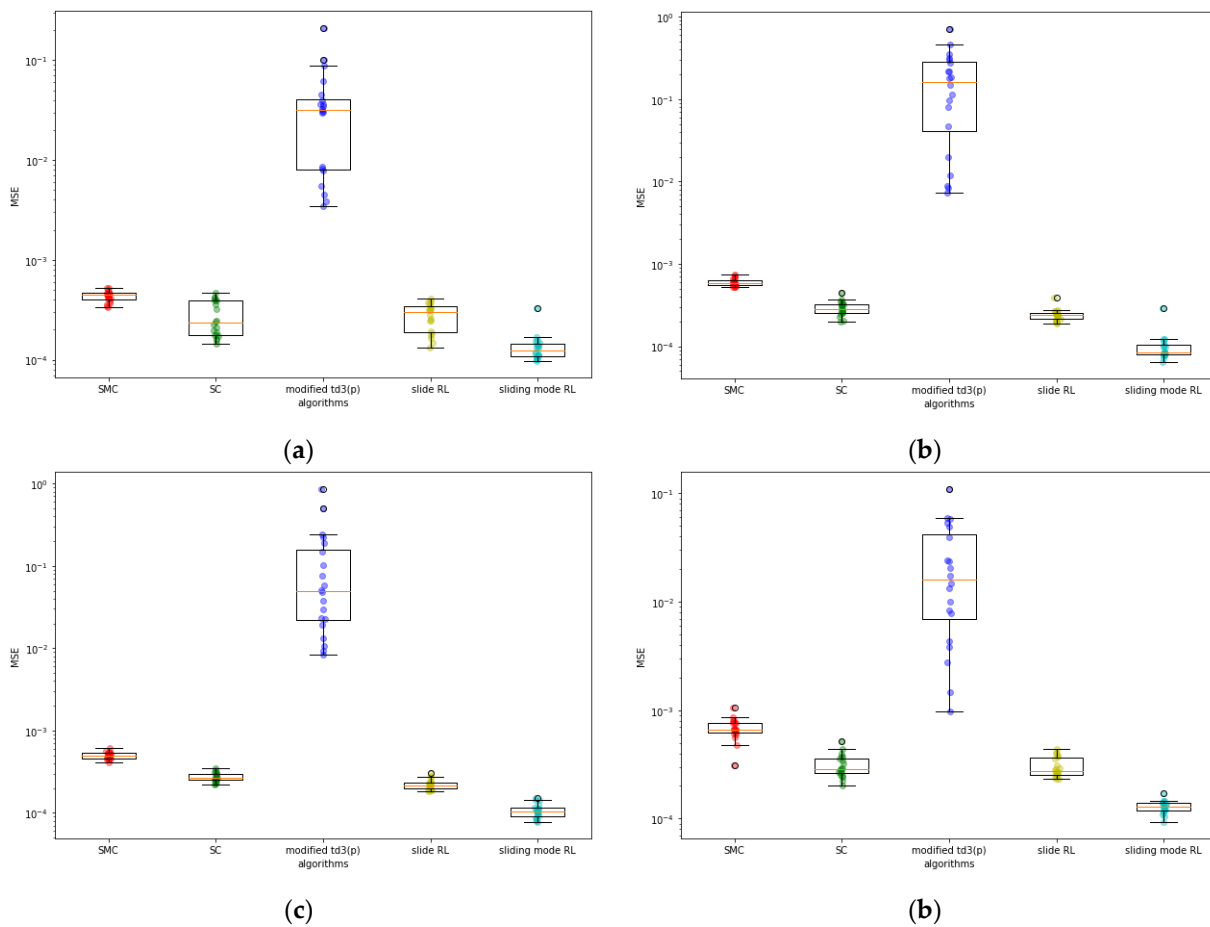 10⁻¹
10⁻²
10⁻³
10⁻⁴
MSE
SMC SC modified td3(p) slide RL sliding mode RL
algorithms
(a)
10⁰
10⁻¹
10⁻²
10⁻³
10⁻⁴
MSE
SMC SC modified td3(p) slide RL sliding mode RL
algorithms
(b)
10⁰
10⁻¹
10⁻²
10⁻³
10⁻⁴
MSE
SMC SC modified td3(p) slide RL sliding mode RL
algorithms
(c)
10⁻¹
10⁻²
10⁻³
10⁻⁴
MSE
SMC SC modified td3(p) slide RL sliding mode RL
algorithms
(b)